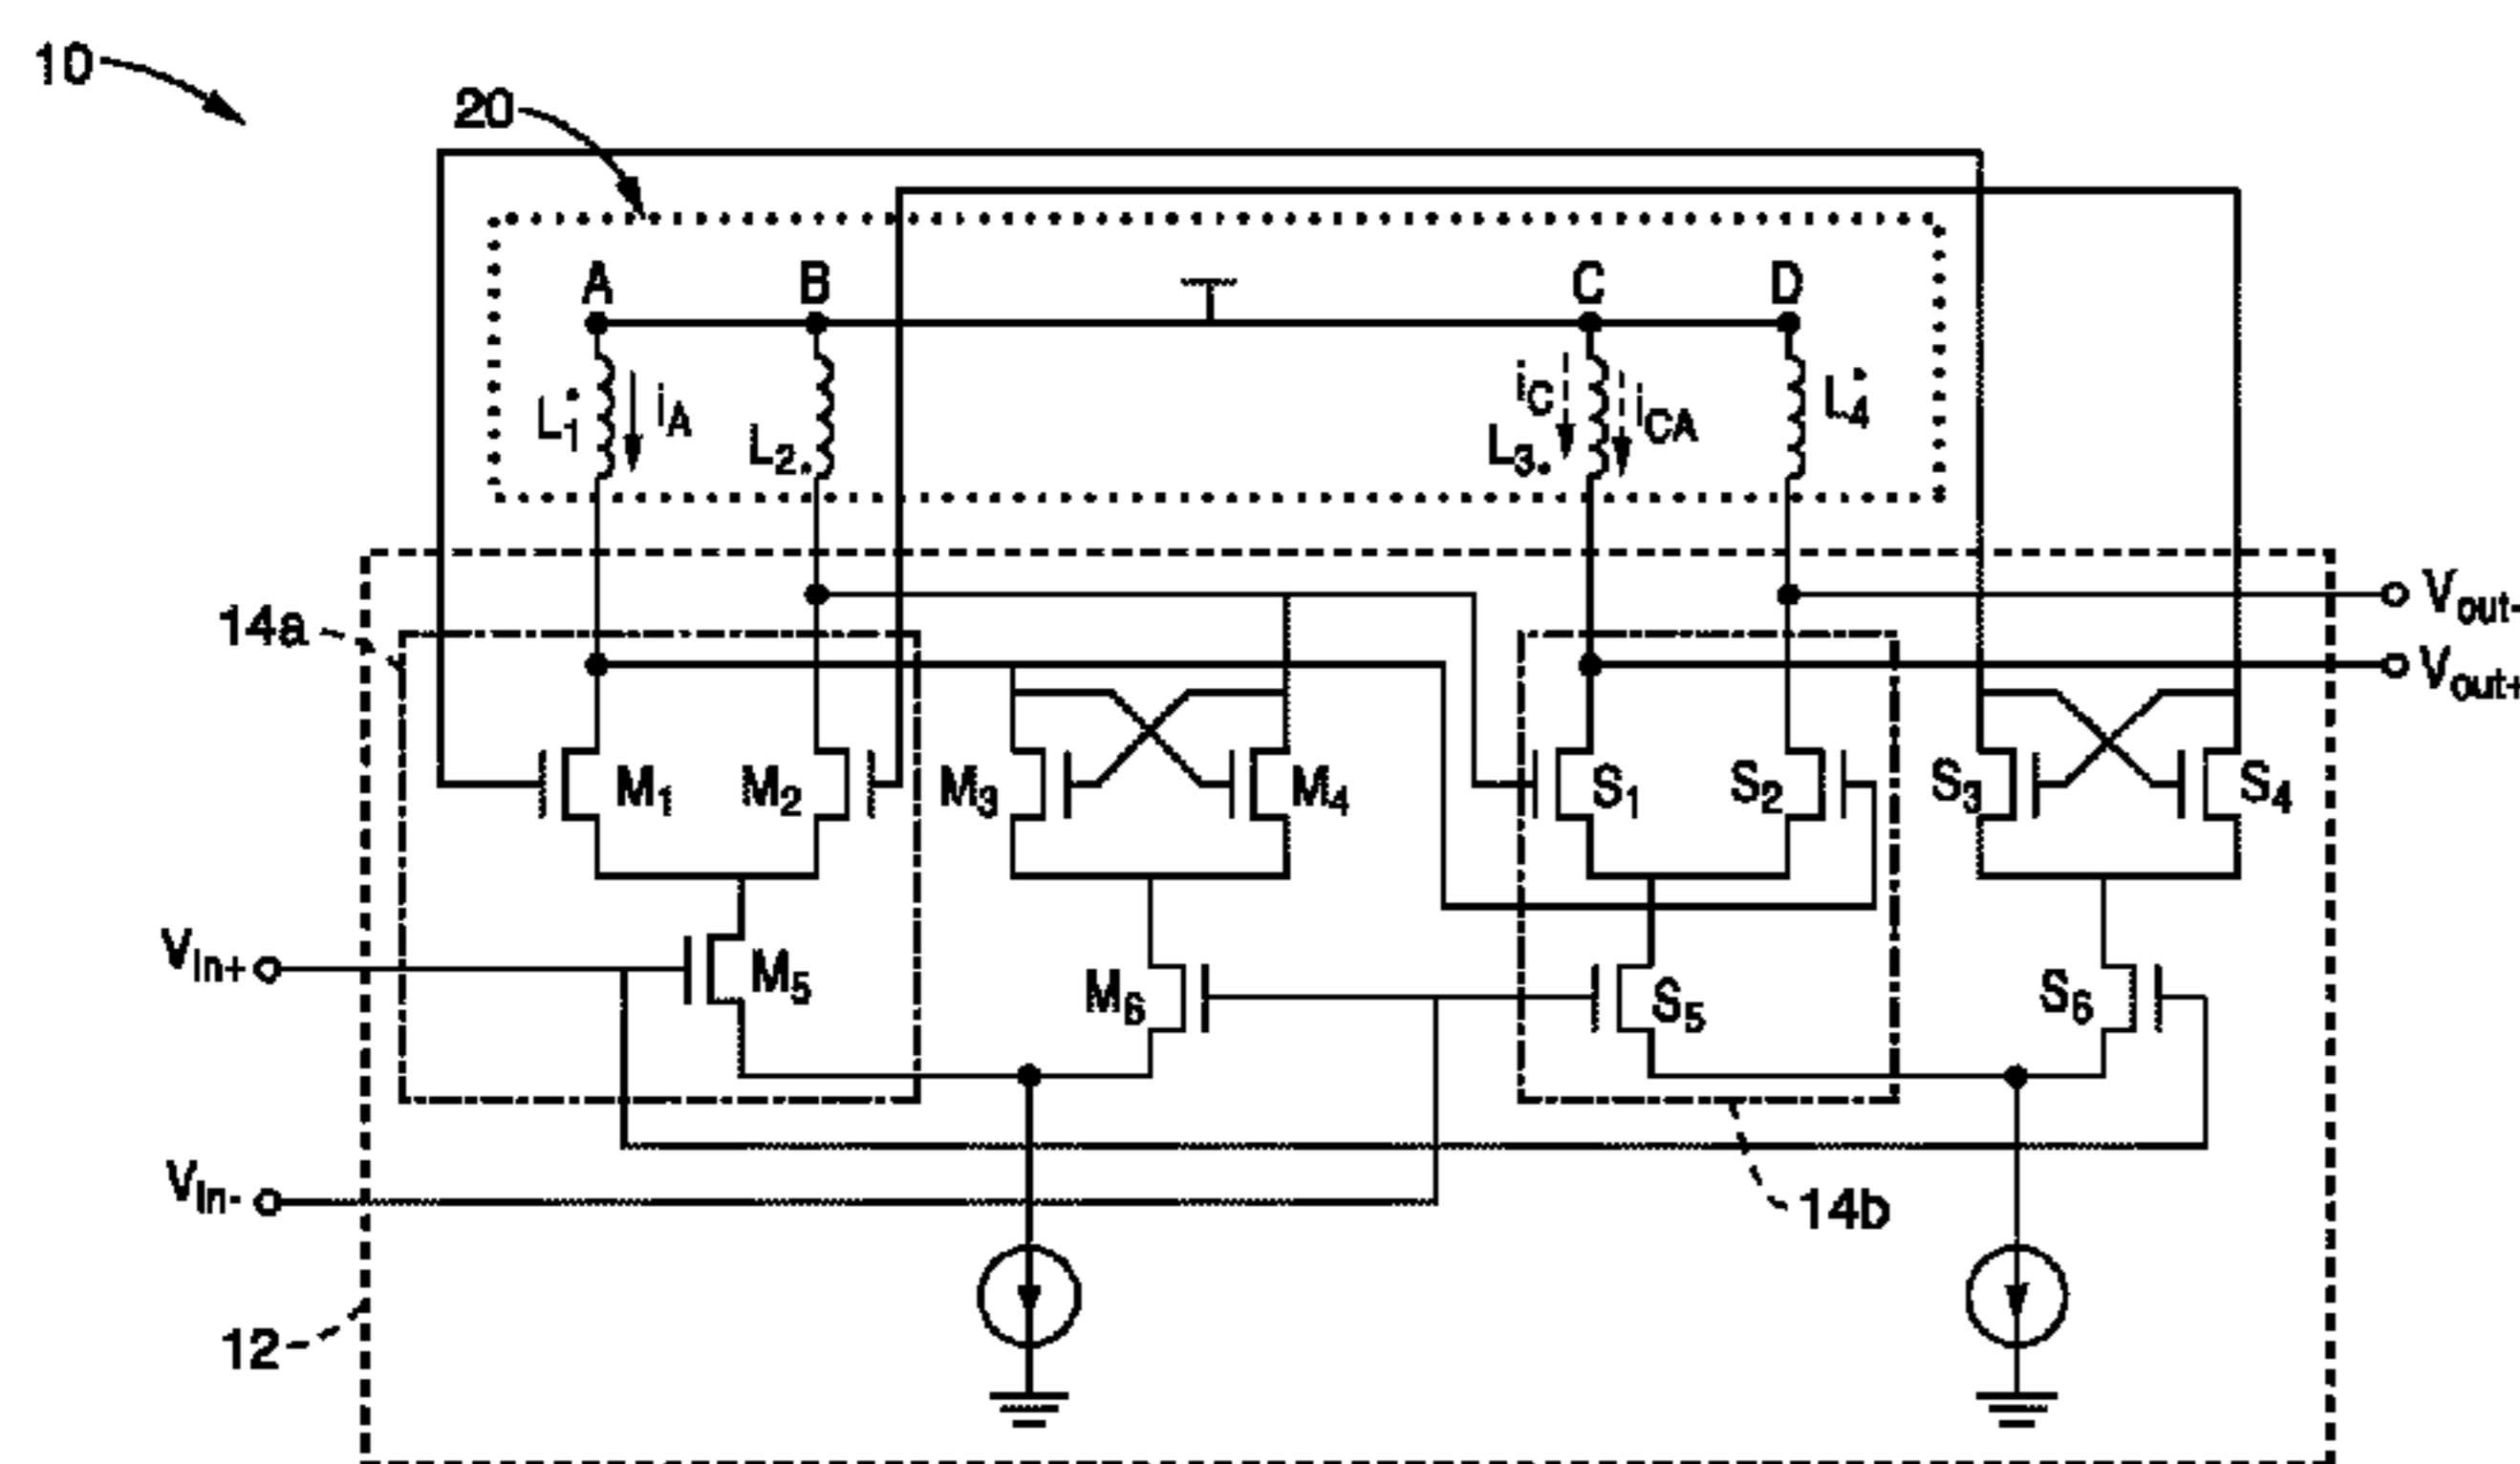 10
20
A B C D
L1 iA L2 iC L3 iCA L4
14a
Vout-
Vout+
M1 M2 M3 M4 S1 S2 S3 S4
Vin+
M5 M6 S5 S6
Vin-
14b
12